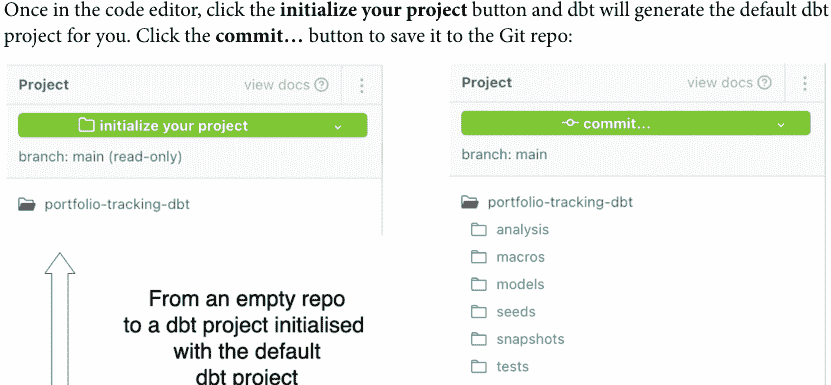 Once in the code editor, click the initialize your project button and dbt will generate the default dbt
project for you. Click the commit… button to save it to the Git repo:
Project view docs
initialize your project
branch: main (read-only)
portfolio-tracking-dbt
From an empty repo
to a dbt project initialised
with the default
dbt project
Project view docs
commit...
branch: main
portfolio-tracking-dbt
analysis
macros
models
seeds
snapshots
tests